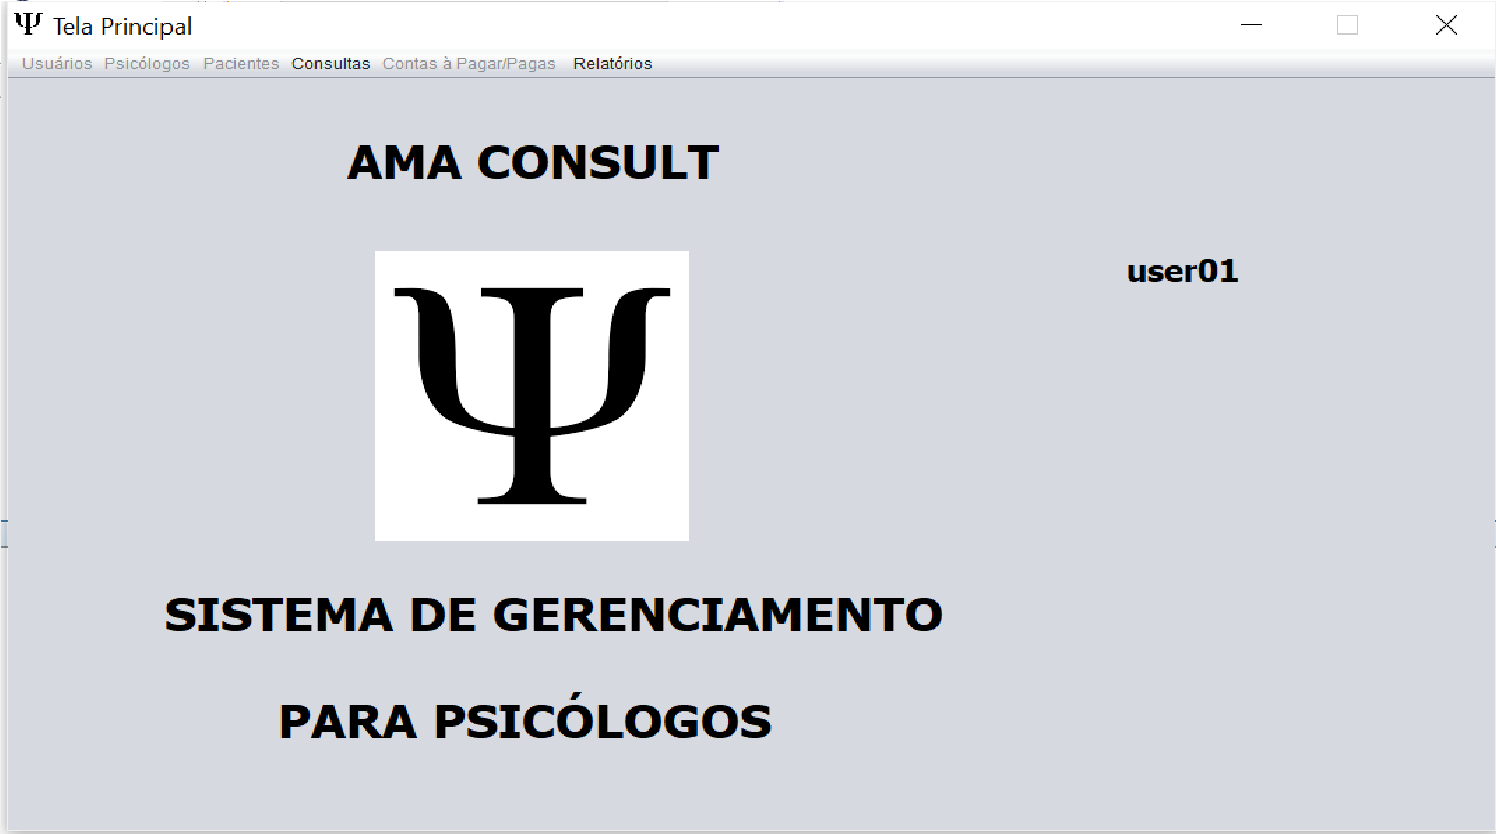 Ψ Tela Principal
Usuários Psicólogos Pacientes Consultas Contas à Pagar/Pagas Relatórios
AMA CONSULT
user01
Ψ
SISTEMA DE GERENCIAMENTO
PARA PSICÓLOGOS